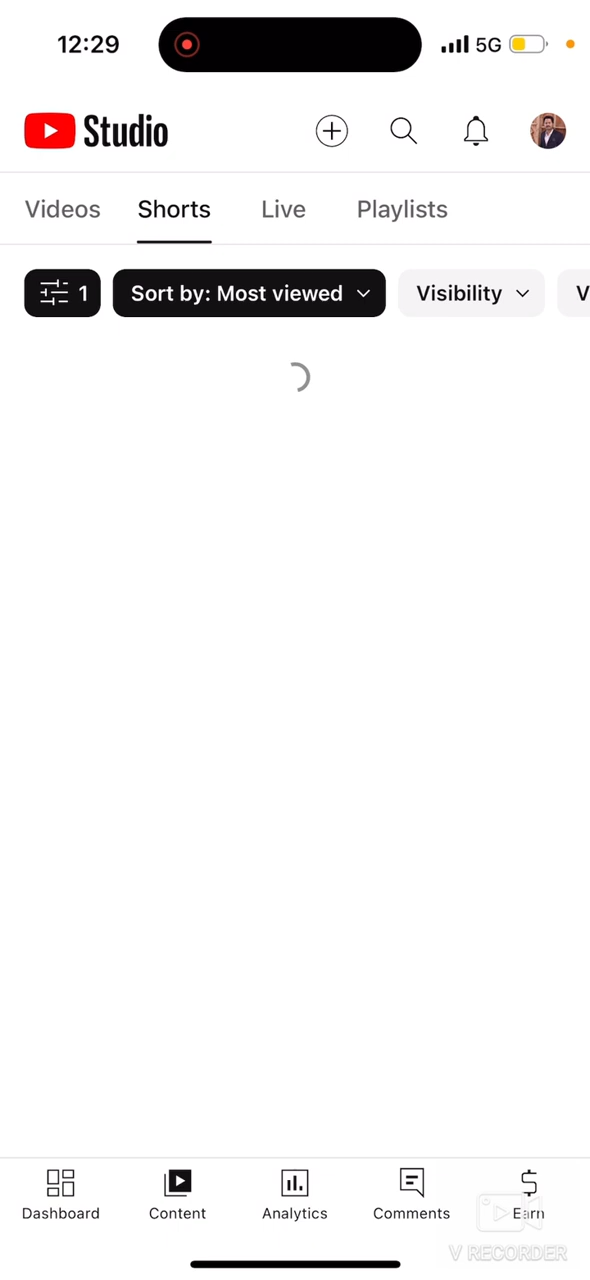 12:29 5G
Studio
Videos Shorts Live Playlists
1 Sort by: Most viewed Visibility V
Dashboard Content Analytics Comments Earn
V RECORDER